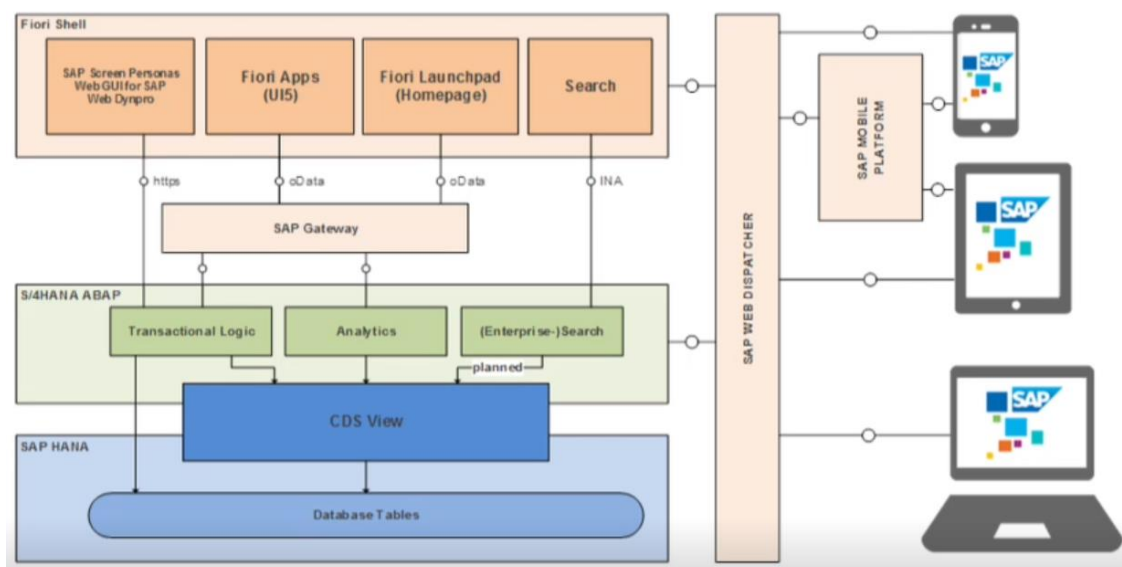 Fiori Shell
SAP Screen Personas
WebGUI for SAP
Web Dynpro
Fiori Apps
(UI5)
Fiori Launchpad
(Homepage)
Search
https
oData
oData
INA
SAP Gateway
S/4HANA ABAP
Transactional Logic
Analytics
(Enterprise-)Search
planned
CDS View
SAP HANA
Database Tables
SAP WEB DISPATCHER
SAP MOBILE
PLATFORM
SAP
SAP
SAP